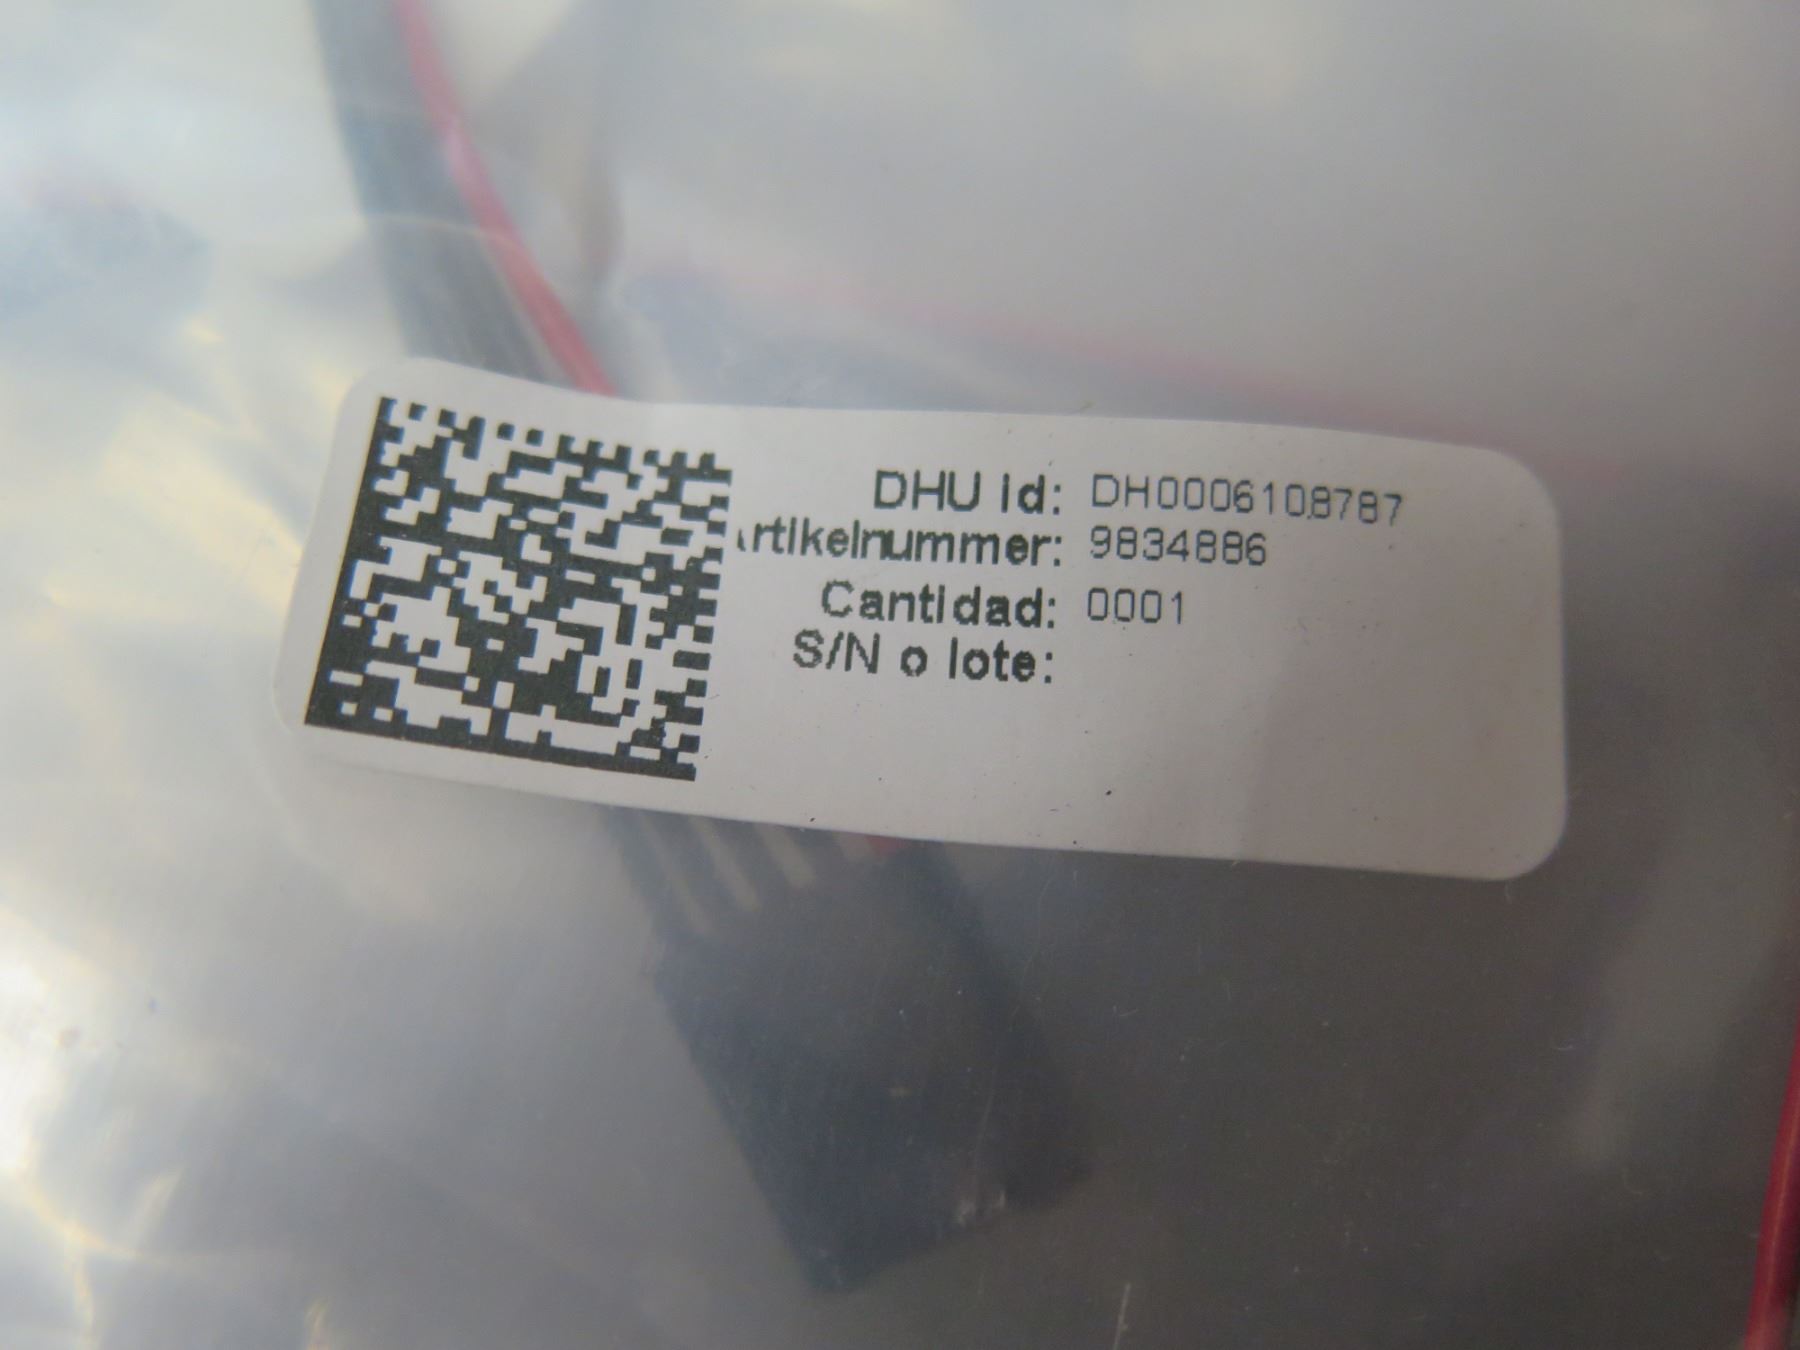 DHU id: DH0006108787
rtikelnummer: 9834886
Cantidad: 0001
S/N o lote: